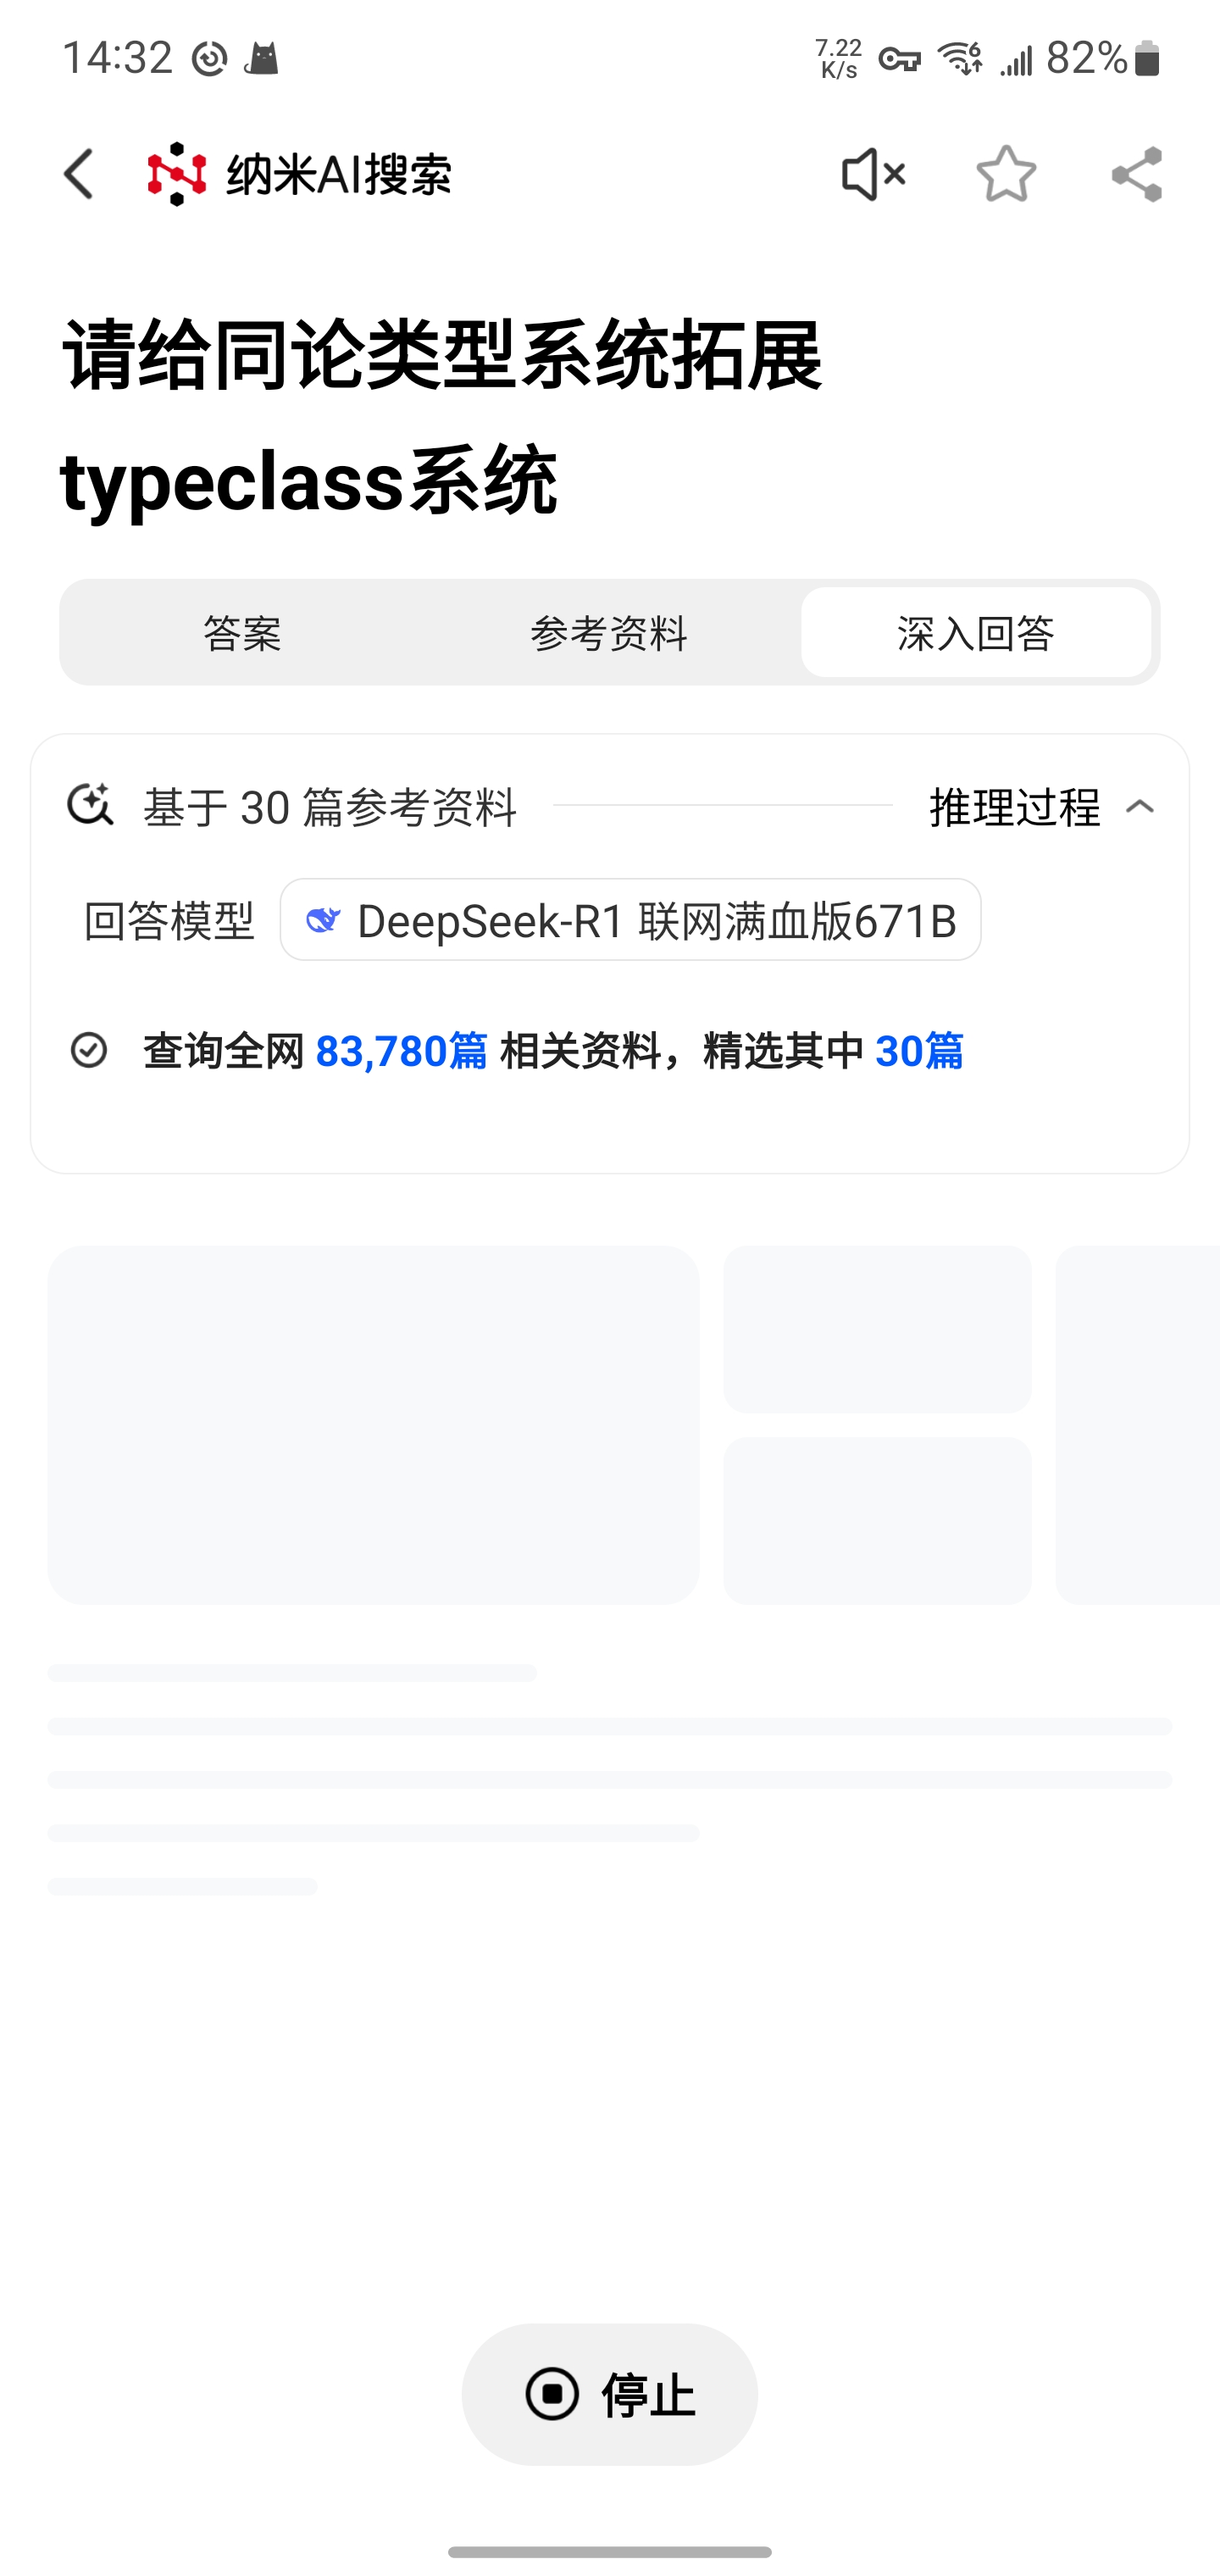 14:32
7.22 K/s
6
82%
纳米AI搜索
请给同论类型系统拓展
typeclass系统
答案 参考资料 深入回答
基于 30 篇参考资料 推理过程
回答模型 DeepSeek-R1 联网满血版671B
查询全网 83,780篇 相关资料，精选其中 30篇
停止